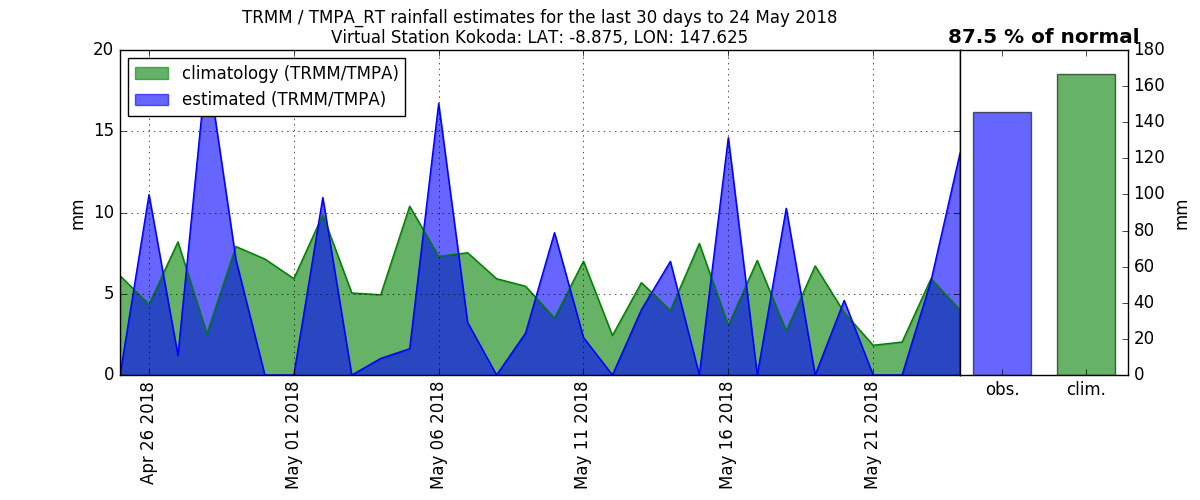 TRMM / TMPA_RT rainfall estimates for the last 30 days to 24 May 2018
Virtual Station Kokoda: LAT: -8.875, LON: 147.625
87.5 % of normal
climatology (TRMM/TMPA)
estimated (TRMM/TMPA)
20
15
10
5
0
mm
180
160
140
120
100
80
60
40
20
0
mm
Apr 26 2018
May 01 2018
May 06 2018
May 11 2018
May 16 2018
May 21 2018
obs.
clim.